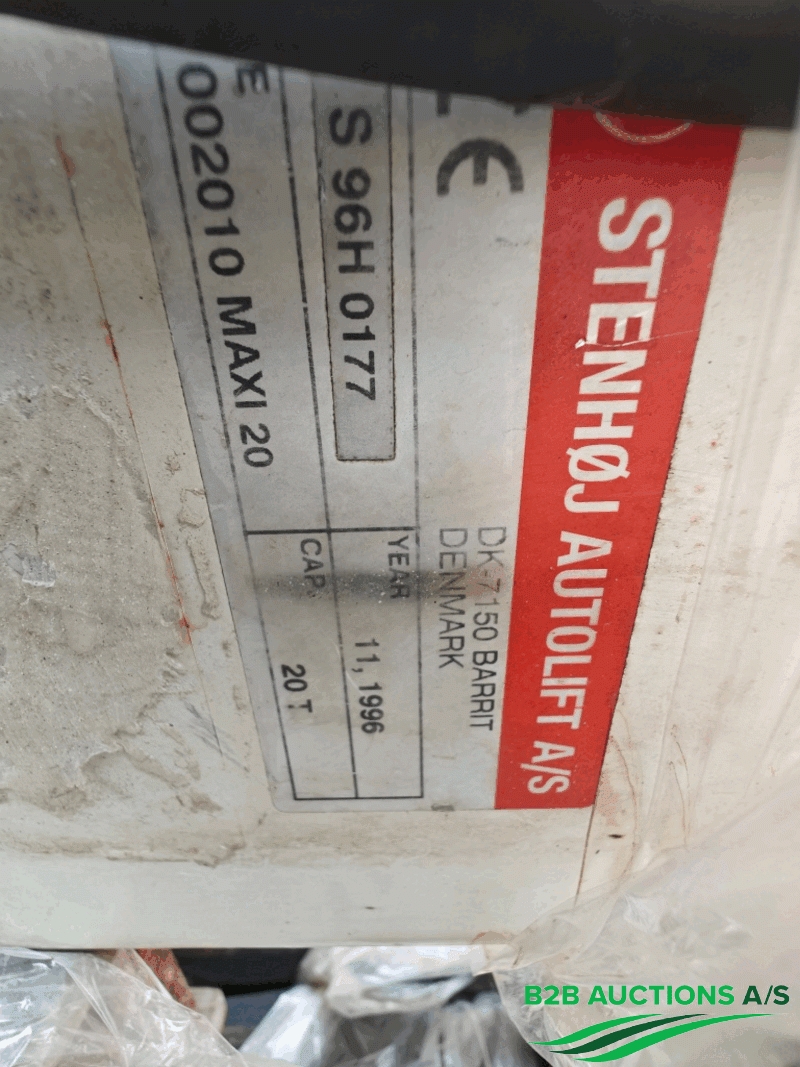 STENHØJ AUTOLIFT A/S
CE
DK-7150 BARRIT
DENMARK
S 96H 0177
YEAR 11, 1996
002010 MAXI 20
CAP. 20 T
B2B AUCTIONS A/S